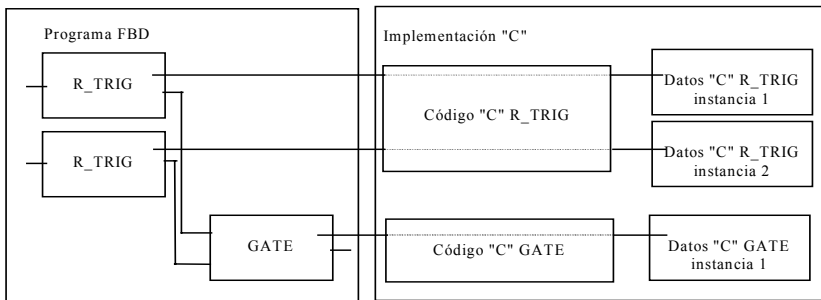 Programa FBD
R_TRIG
R_TRIG
GATE
Implementación "C"
Código "C" R_TRIG
Código "C" GATE
Datos "C" R_TRIG
instancia 1
Datos "C" R_TRIG
instancia 2
Datos "C" GATE
instancia 1